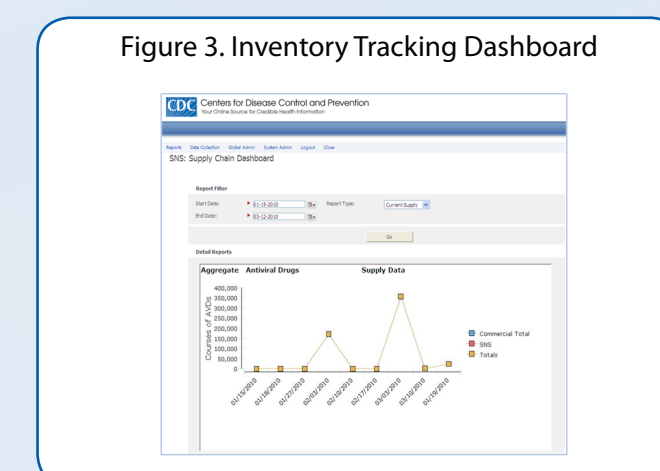 Figure 3. Inventory Tracking Dashboard
CDC Centers for Disease Control and Prevention
Your Online Source for Credible Health Information
Reports Data Collection Global Admin System Admin Logout Close
SNS: Supply Chain Dashboard
Report Filter
Start Date: 01-15-2010 Report Type: Current Supply
End Date: 03-12-2010
Go
Detail Reports
Aggregate Antiviral Drugs Supply Data
Courses of AVDs
400,000
350,000
300,000
250,000
200,000
150,000
100,000
50,000
0
01/15/2010 01/18/2010 01/27/2010 02/03/2010 02/10/2010 02/17/2010 03/03/2010 03/10/2010 01/19/2010
Commercial Total
SNS
Totals